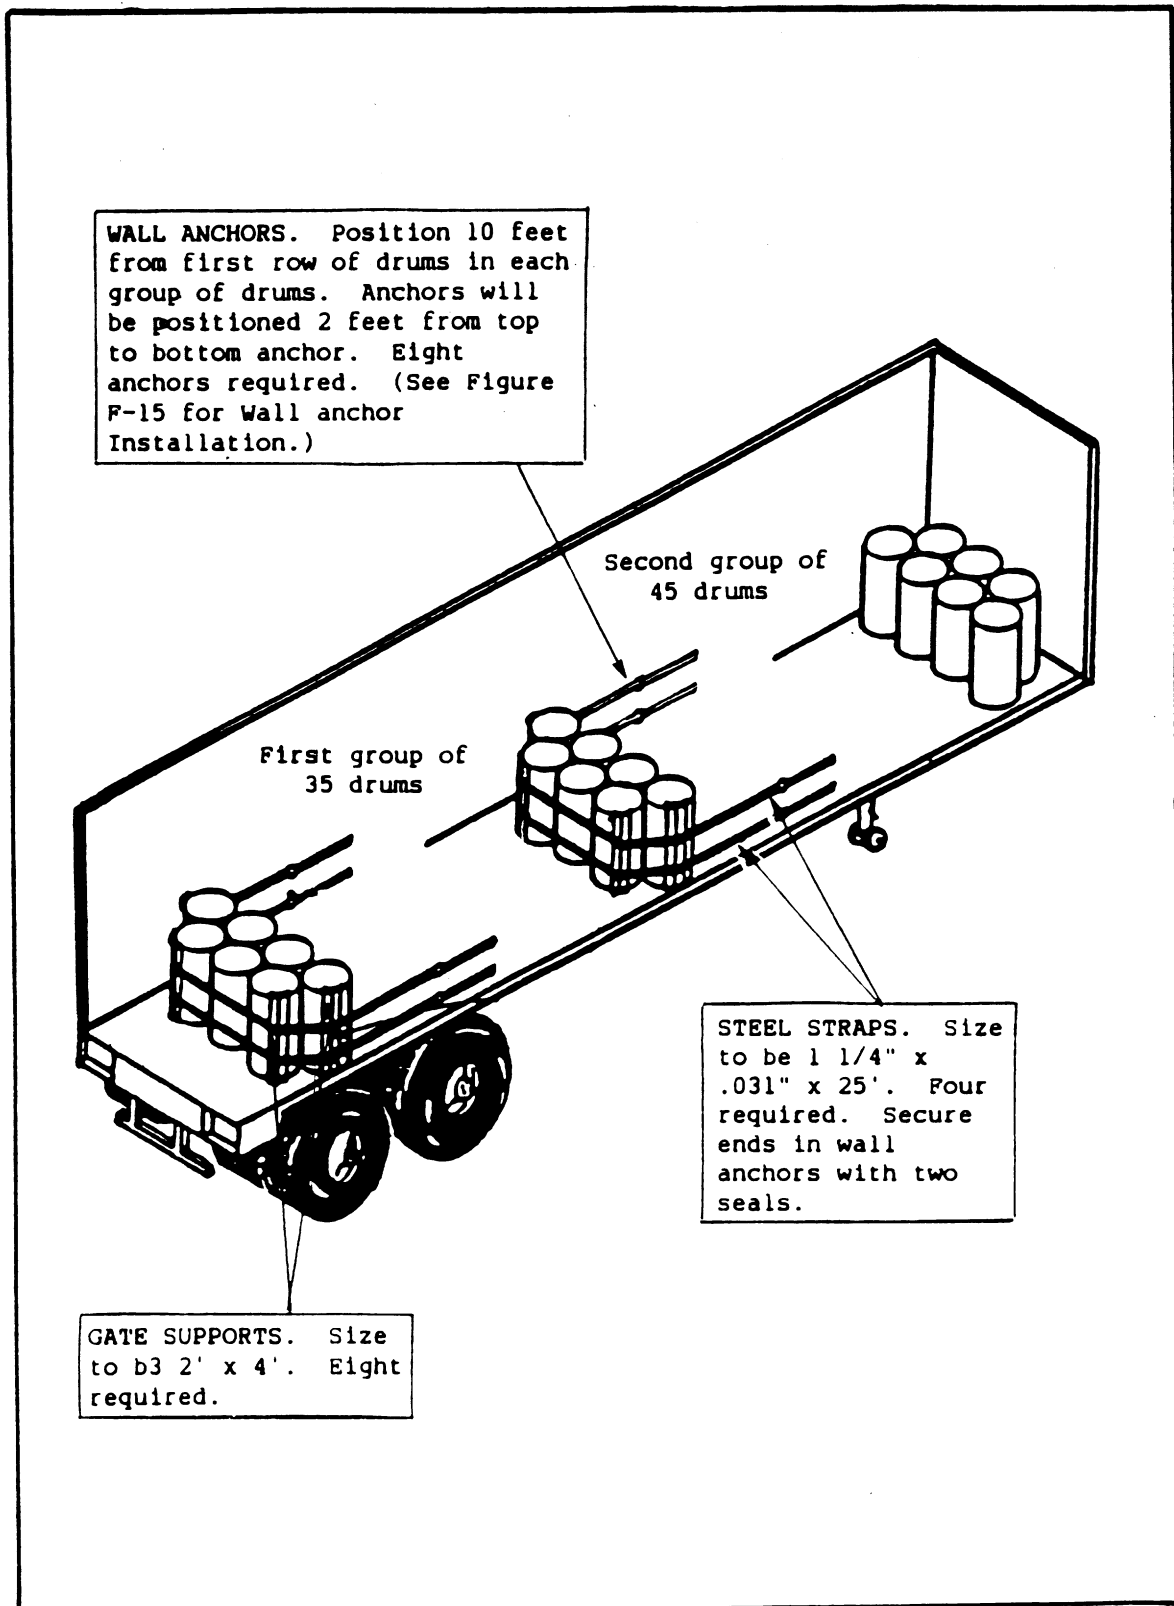 WALL ANCHORS. Position 10 feet
from first row of drums in each
group of drums. Anchors will
be positioned 2 feet from top
to bottom anchor. Eight
anchors required. (See Figure
F-15 for Wall anchor
Installation.)
Second group of
45 drums
First group of
35 drums
STEEL STRAPS. Size
to be 1 1/4" x
.031" x 25'. Four
required. Secure
ends in wall
anchors with two
seals.
GATE SUPPORTS. Size
to b3 2' x 4'. Eight
required.